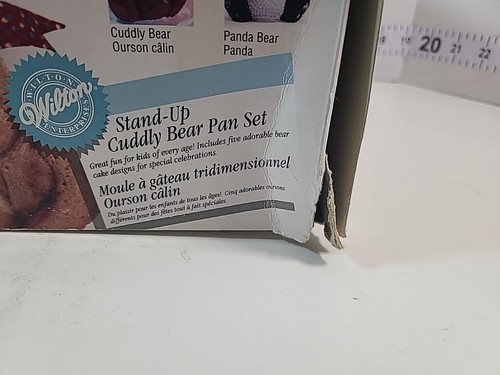 Cuddly Bear
Ourson câlin
Panda Bear
Panda
WILTON
Wilton
ENTERPRISES
Stand-Up
Cuddly Bear Pan Set
Great fun for kids of every age! Includes five adorable bear
cake designs for special celebrations.
Moule à gâteau tridimensionnel
Ourson câlin
Du plaisir pour les enfants de tous les âges! Cinq adorables oursons
différents pour des fêtes tout à fait spéciales.
20
21
22